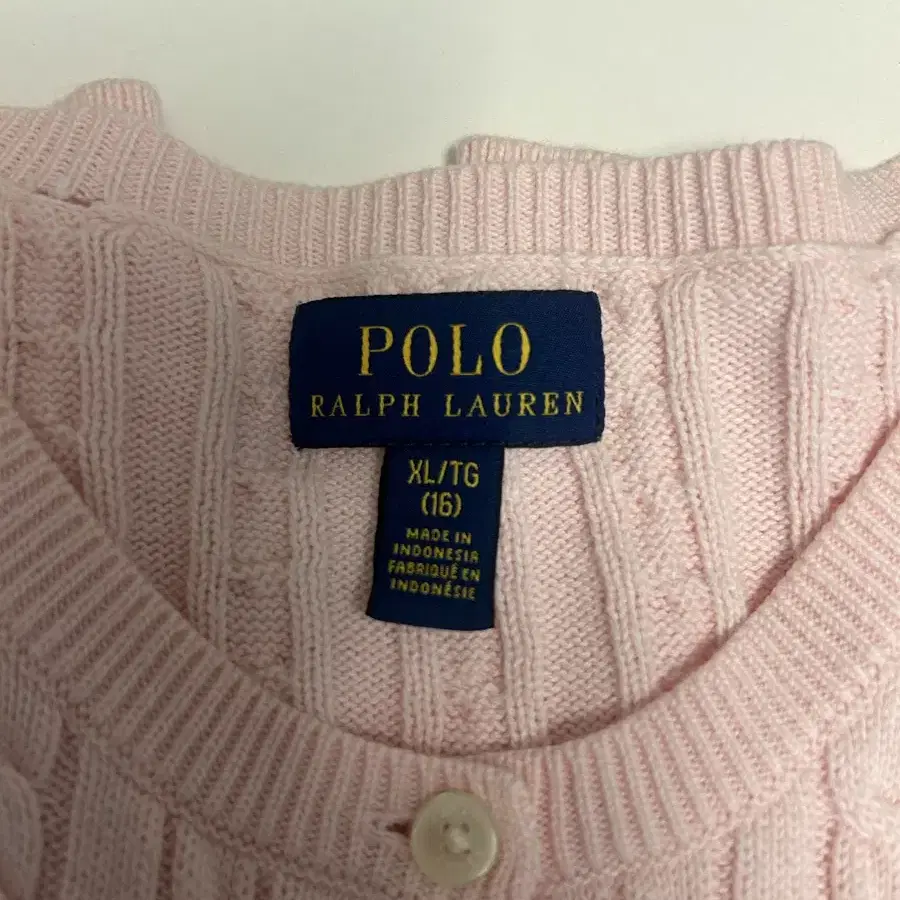 POLO
RALPH LAUREN
XL/TG
(16)
MADE IN
INDONESIA
FABRIQUÉ EN
INDONÉSIE